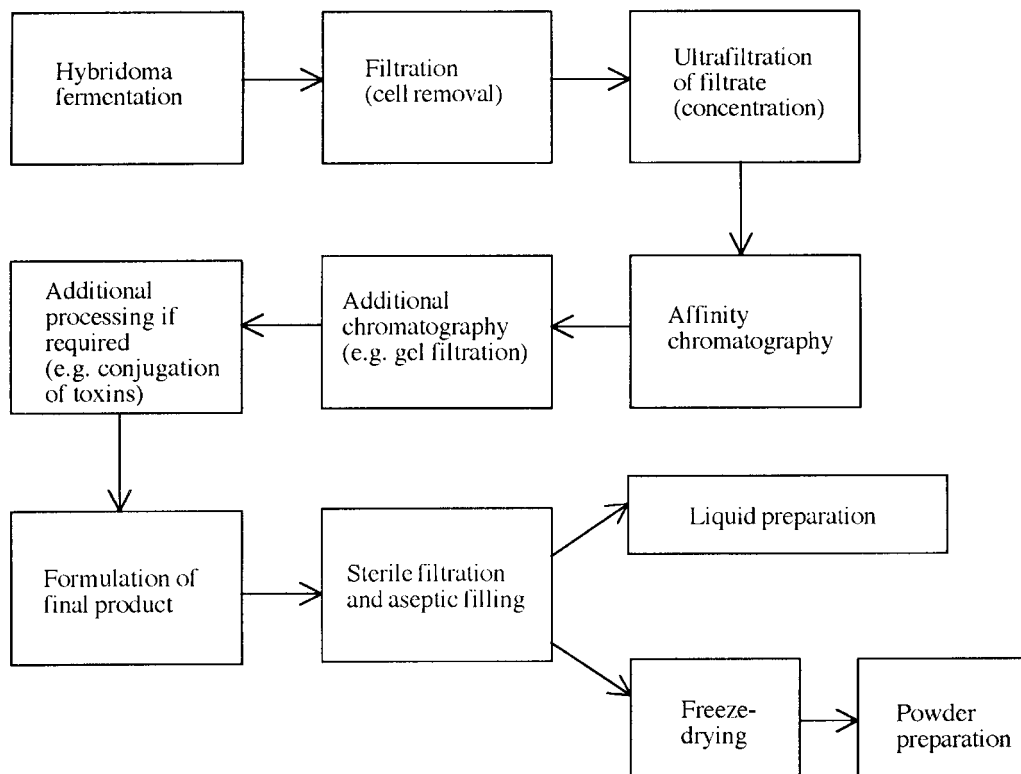 Hybridoma
fermentation
Filtration
(cell removal)
Ultrafiltration
of filtrate
(concentration)
Affinity
chromatography
Additional
chromatography
(e.g. gel filtration)
Additional
processing if
required
(e.g. conjugation
of toxins)
Formulation of
final product
Sterile filtration
and aseptic filling
Liquid preparation
Freeze-
drying
Powder
preparation